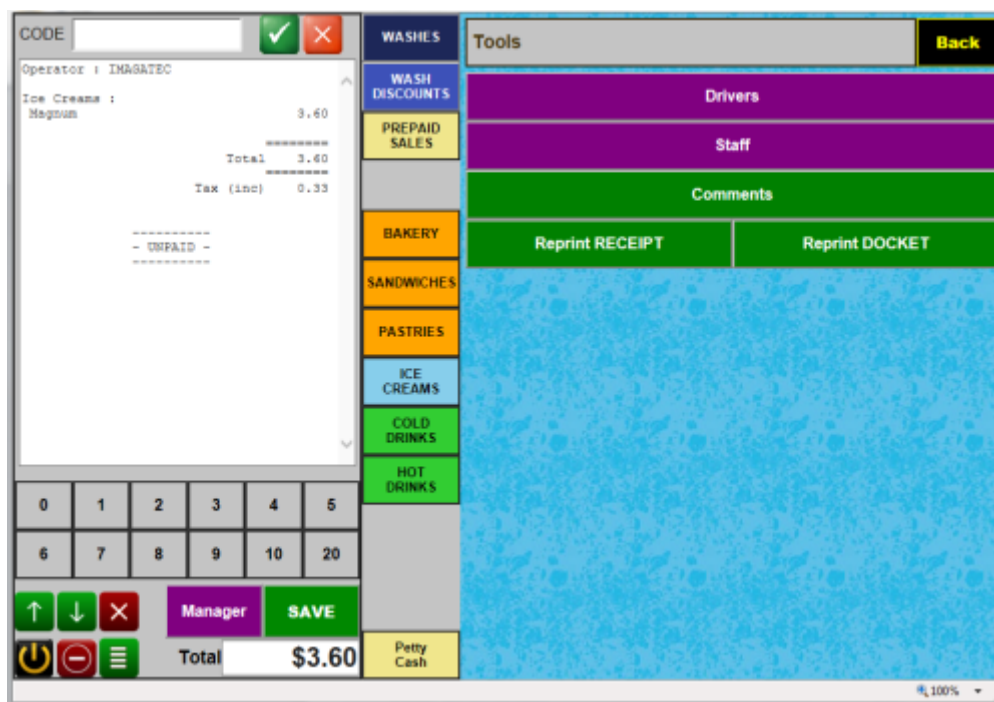 CODE
Operator : IMAGATEC
Ice Creams :
Magnum 3.60
========
Total 3.60
========
Tax (inc) 0.33
----------
- UNPAID -
----------
0 1 2 3 4 5
6 7 8 9 10 20
Manager SAVE
Total $3.60
WASHES
WASH
DISCOUNTS
PREPAID
SALES
BAKERY
SANDWICHES
PASTRIES
ICE
CREAMS
COLD
DRINKS
HOT
DRINKS
Petty
Cash
Tools Back
Drivers
Staff
Comments
Reprint RECEIPT Reprint DOCKET
100%